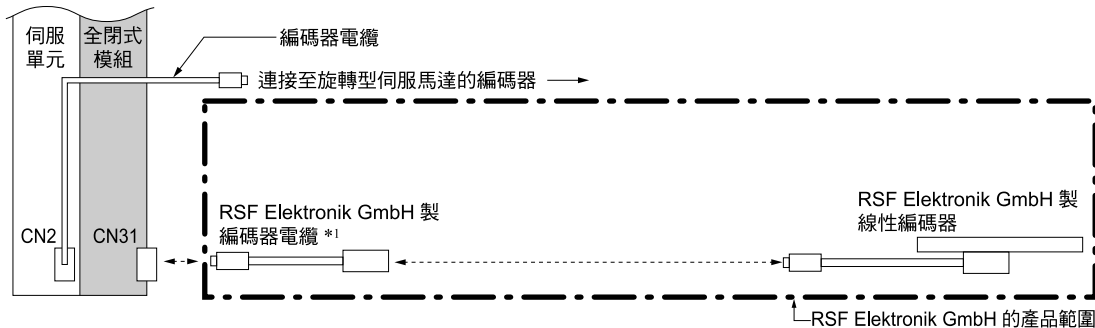 伺服
單元
全閉式
模組
編碼器電纜
連接至旋轉型伺服馬達的編碼器
CN2
CN31
RSF Elektronik GmbH 製
編碼器電纜 *1
RSF Elektronik GmbH 製
線性編碼器
RSF Elektronik GmbH 的產品範圍